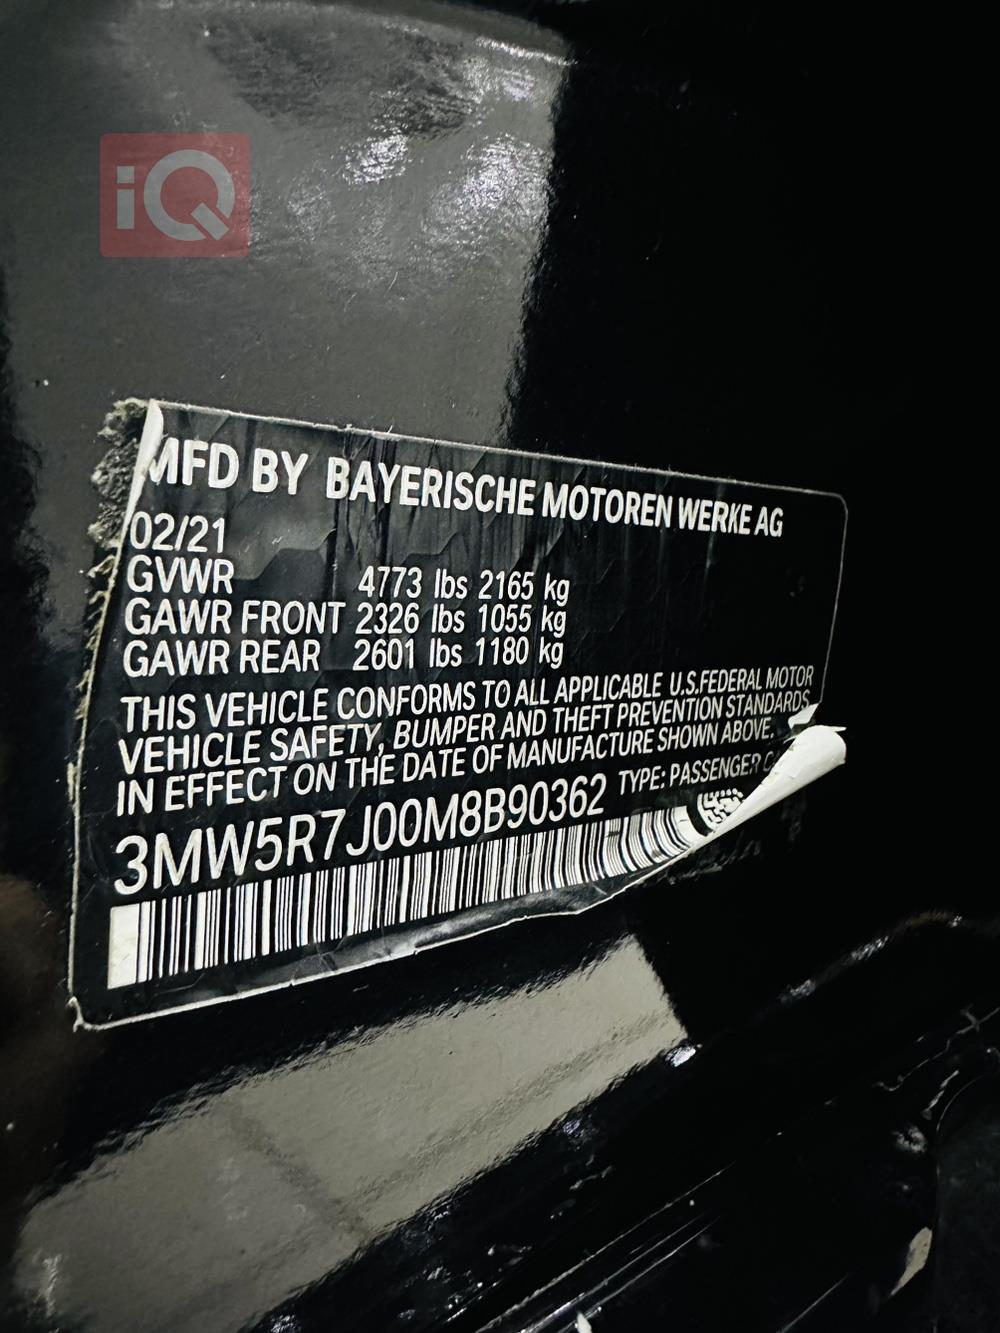 iQ
MFD BY BAYERISCHE MOTOREN WERKE AG
02/21
GVWR 4773 lbs 2165 kg
GAWR FRONT 2326 lbs 1055 kg
GAWR REAR 2601 lbs 1180 kg
THIS VEHICLE CONFORMS TO ALL APPLICABLE U.S.FEDERAL MOTOR
VEHICLE SAFETY, BUMPER AND THEFT PREVENTION STANDARDS
IN EFFECT ON THE DATE OF MANUFACTURE SHOWN ABOVE.
3MW5R7J00M8B90362 TYPE: PASSENGER